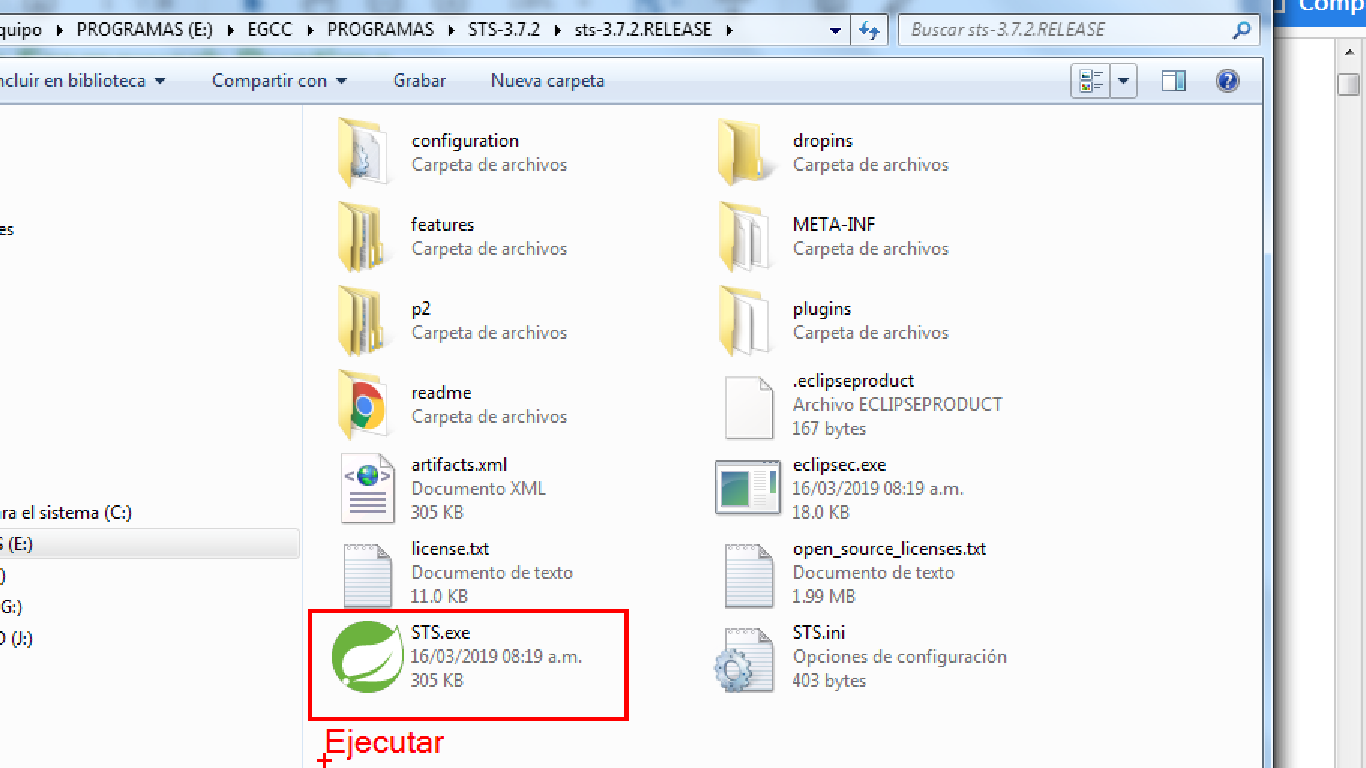 Comp
quipo PROGRAMAS (E:) EGCC PROGRAMAS STS-3.7.2 sts-3.7.2.RELEASE
Buscar sts-3.7.2.RELEASE
ncluir en biblioteca Compartir con Grabar Nueva carpeta
configuration
Carpeta de archivos
dropins
Carpeta de archivos
es
features
Carpeta de archivos
META-INF
Carpeta de archivos
p2
Carpeta de archivos
plugins
Carpeta de archivos
readme
Carpeta de archivos
.eclipseproduct
Archivo ECLIPSEPRODUCT
167 bytes
artifacts.xml
Documento XML
305 KB
eclipsec.exe
16/03/2019 08:19 a.m.
18.0 KB
ra el sistema (C:)
S (E:)
)
G:)
O (J:)
license.txt
Documento de texto
11.0 KB
open_source_licenses.txt
Documento de texto
1.99 MB
STS.exe
16/03/2019 08:19 a.m.
305 KB
STS.ini
Opciones de configuración
403 bytes
Ejecutar